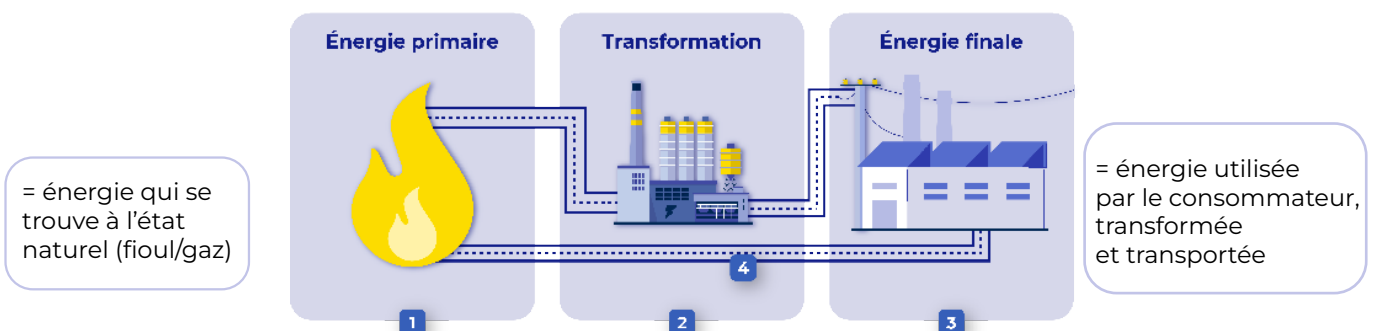 Énergie primaire
Transformation
Énergie finale
= énergie qui se
trouve à l’état
naturel (fioul/gaz)
= énergie utilisée
par le consommateur,
transformée
et transportée
4
1
2
3